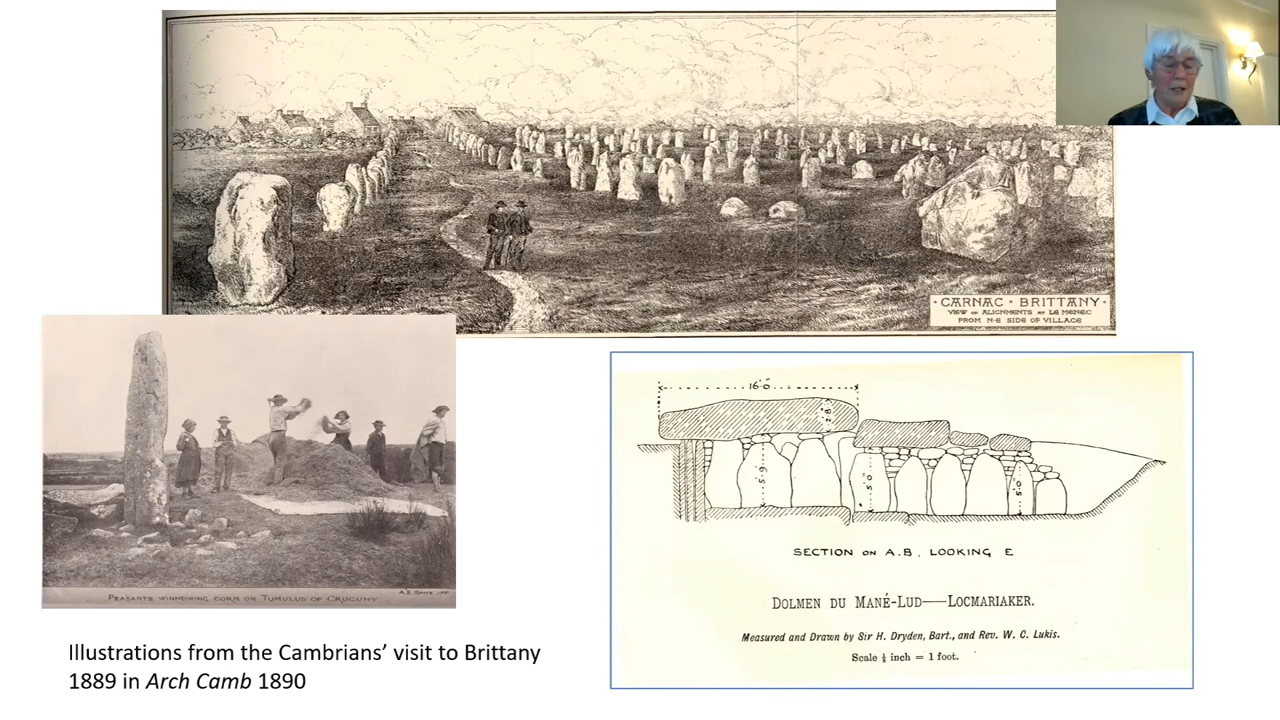 · CARNAC · BRITTANY ·
VIEW OF ALIGNMENTS AT LE MENEC
FROM N·E SIDE OF VILLAGE
PEASANTS WINNOWING CORN ON TUMULUS OF CRUCUNY
16'·0"
6'·5
5'·0
5'·0
SECTION ON A.B. LOOKING E
DOLMEN DU MANÉ-LUD—LOCMARIAKER.
Measured and Drawn by Sir H. Dryden, Bart., and Rev. W. C. Lukis.
Scale ⅛ inch = 1 foot.
Illustrations from the Cambrians' visit to Brittany
1889 in Arch Camb 1890